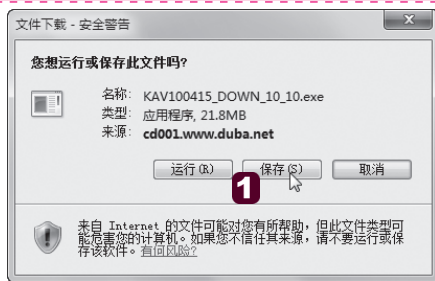 文件下载 - 安全警告
您想运行或保存此文件吗?
名称: KAV100415_DOWN_10_10.exe
类型: 应用程序, 21.8MB
来源: cd001.www.duba.net
运行(R) 保存(S) 取消
1
来自 Internet 的文件可能对您有所帮助, 但此文件类型可
能危害您的计算机。如果您不信任其来源, 请不要运行或保
存该软件。有何风险?